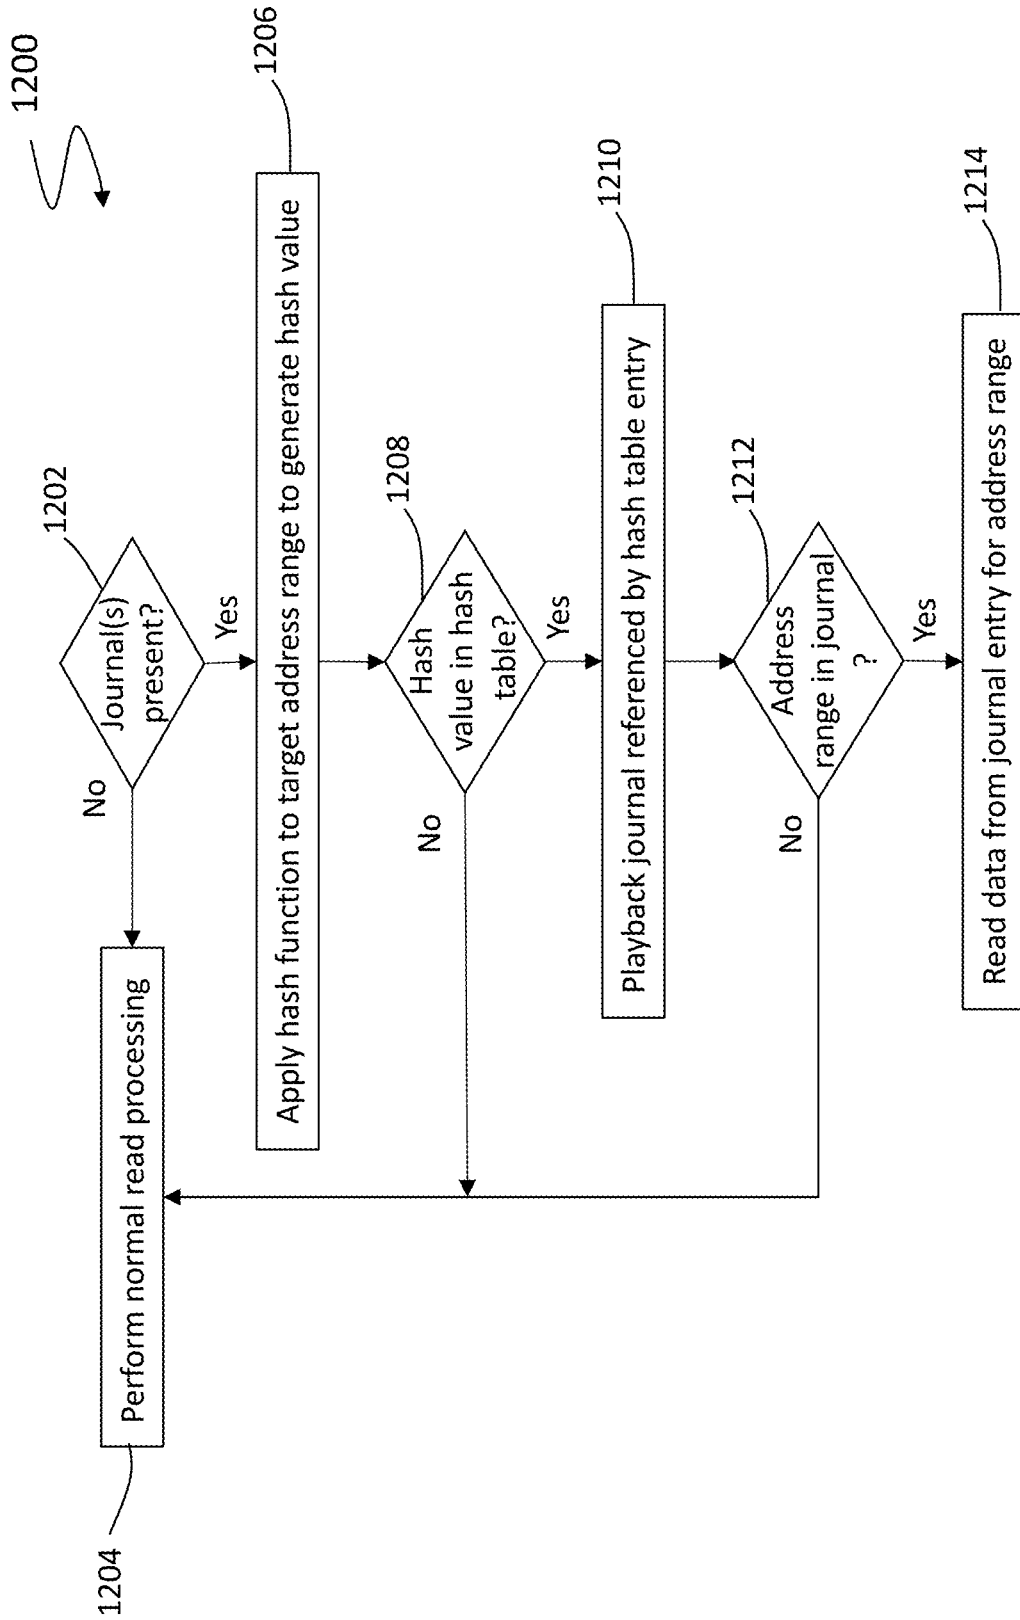 1200
1202
Journal(s)
present?
No
Yes
1204
Perform normal read processing
1206
Apply hash function to target address range to generate hash value
1208
Hash
value in hash
table?
No
Yes
1210
Playback journal referenced by hash table entry
1212
Address
range in journal
?
No
Yes
1214
Read data from journal entry for address range